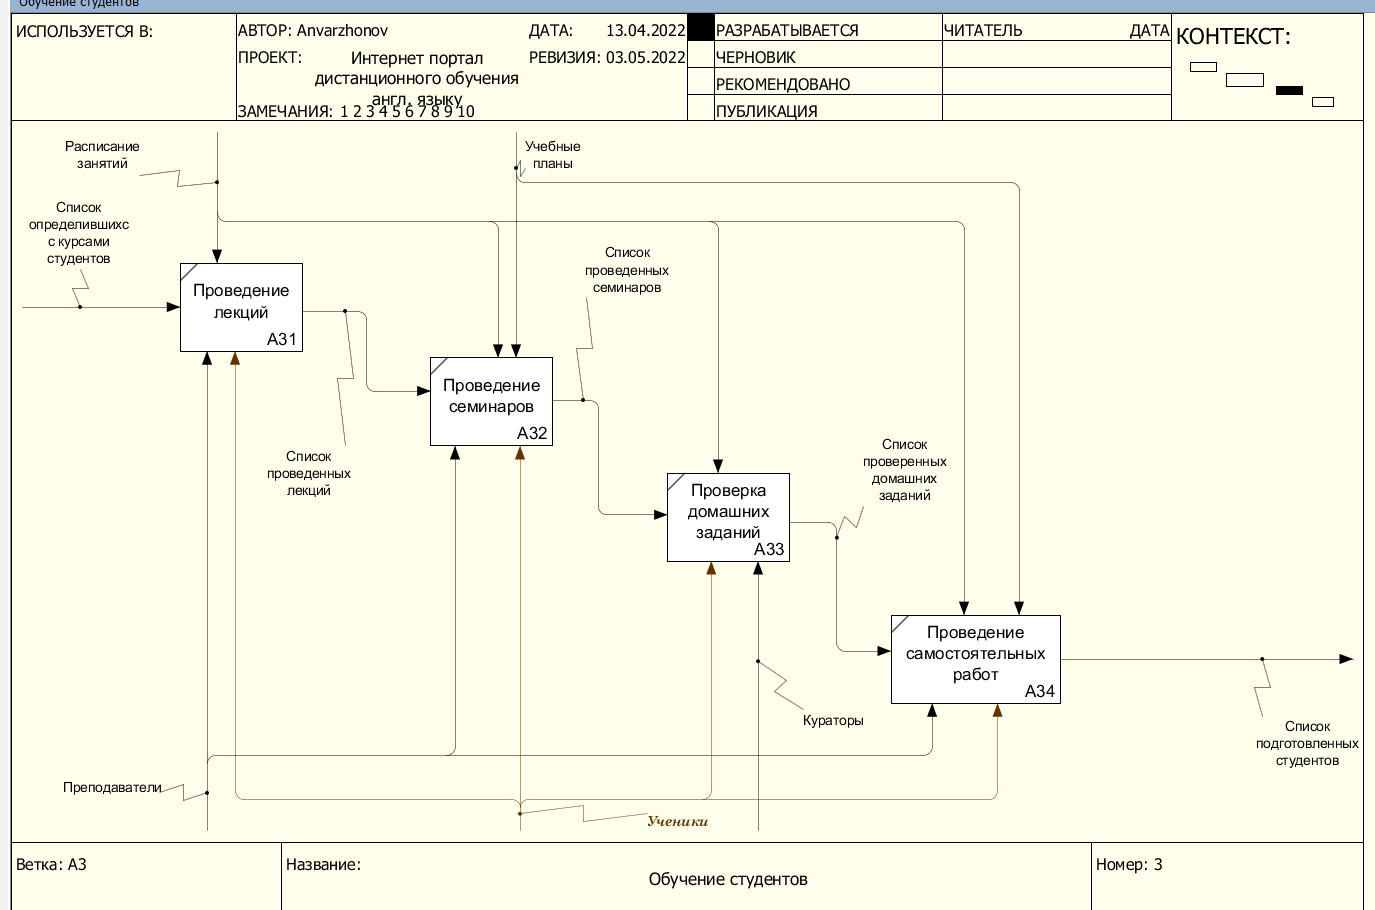 Обучение студентов
ИСПОЛЬЗУЕТСЯ В:
АВТОР: Anvarzhonov
ДАТА: 13.04.2022
ПРОЕКТ: Интернет портал
дистанционного обучения
англ. языку
РЕВИЗИЯ: 03.05.2022
ЗАМЕЧАНИЯ: 1 2 3 4 5 6 7 8 9 10
РАЗРАБАТЫВАЕТСЯ
ЧЕРНОВИК
РЕКОМЕНДОВАНО
ПУБЛИКАЦИЯ
ЧИТАТЕЛЬ
ДАТА
КОНТЕКСТ:
Расписание
занятий
Учебные
планы
Список
определившихс
с курсами
студентов
Проведение
лекций
A31
Список
проведенных
семинаров
Проведение
семинаров
A32
Список
проведенных
лекций
Список
проверенных
домашних
заданий
Проверка
домашних
заданий
A33
Проведение
самостоятельных
работ
A34
Кураторы
Список
подготовленных
студентов
Преподаватели
Ученики
Ветка: A3
Название:
Обучение студентов
Номер: 3